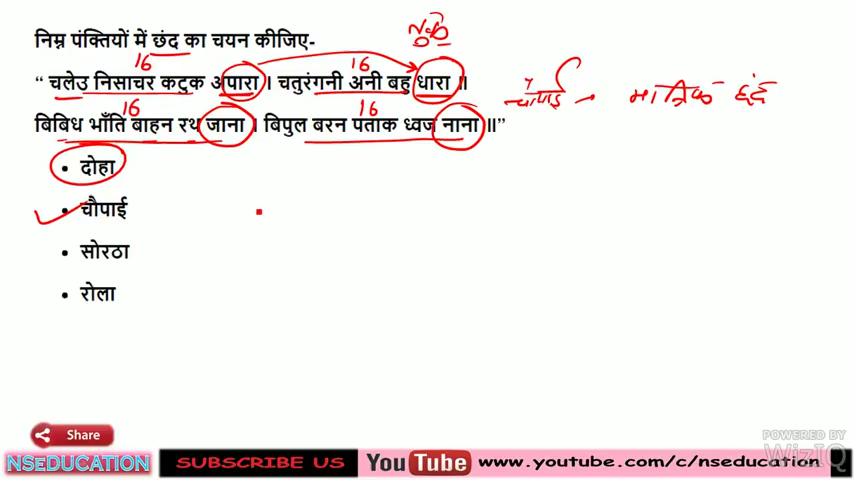 निम्न पंक्तियों में छंद का चयन कीजिए-
16 16
“ चलेउ निसाचर कटुक अपारा। चतुरंगनी अनी बहु धारा॥
चौपाई → मात्रिक छंद
16 16
बिबिध भाँति बाहन रथ जाना। बिपुल बरन पताक ध्वज नाना॥”
• दोहा
• चौपाई
• सोरठा
• रोला
Share
POWERED BY
WizIQ
NSEDUCATION SUBSCRIBE US YouTube www.youtube.com/c/nseducation